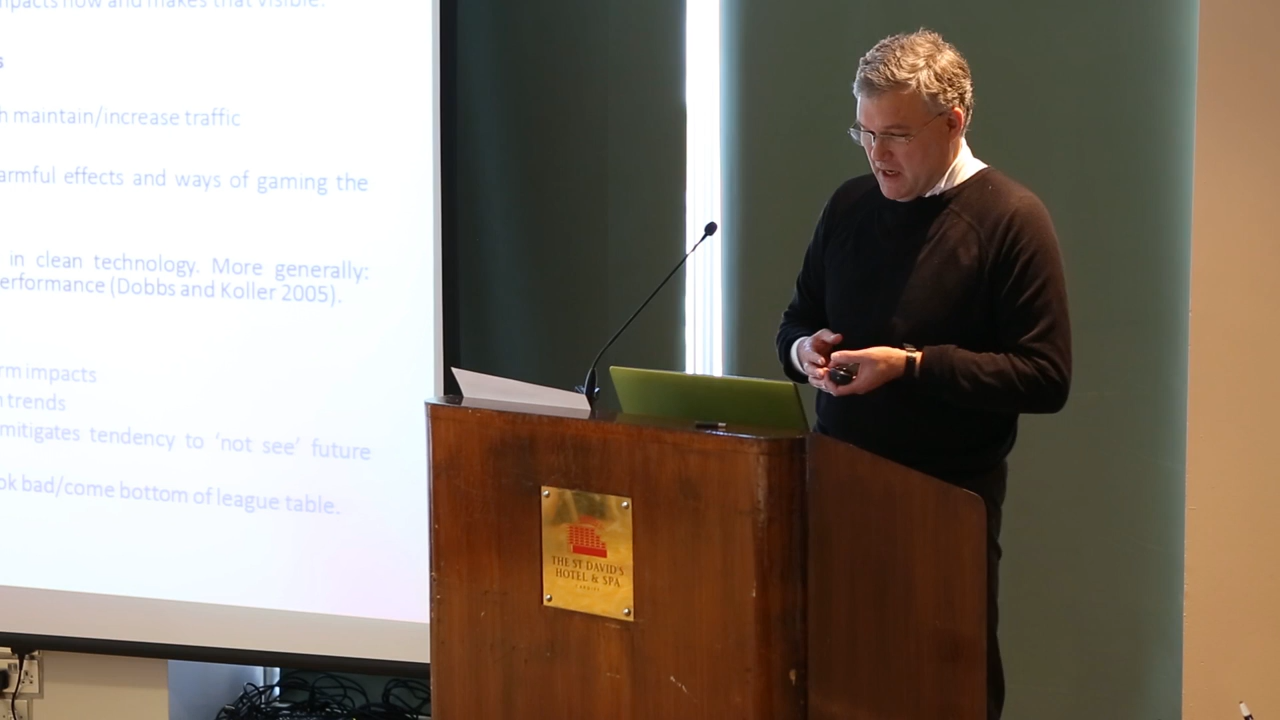 mpacts now and makes that visible.
s
h maintain/increase traffic
armful effects and ways of gaming the
in clean technology. More generally:
erformance (Dobbs and Koller 2005).
rm impacts
n trends
mitigates tendency to ‘not see’ future
ok bad/come bottom of league table.
THE ST DAVID'S
HOTEL & SPA
CARDIFF